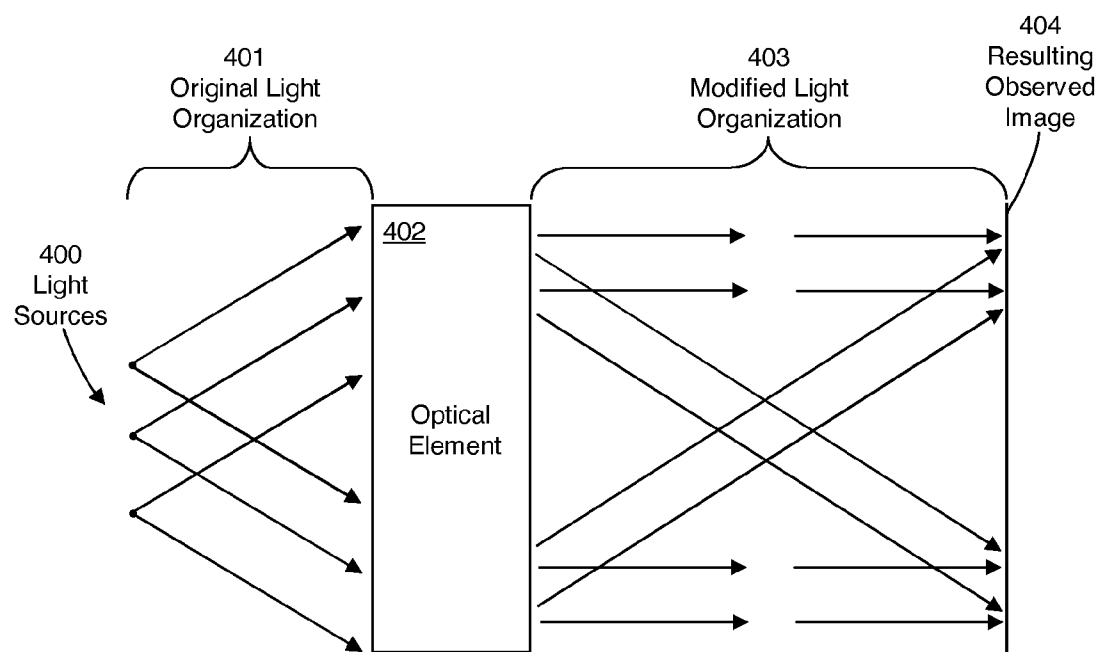 401
Original Light
Organization
403
Modified Light
Organization
404
Resulting
Observed
Image
400
Light
Sources
402
Optical
Element